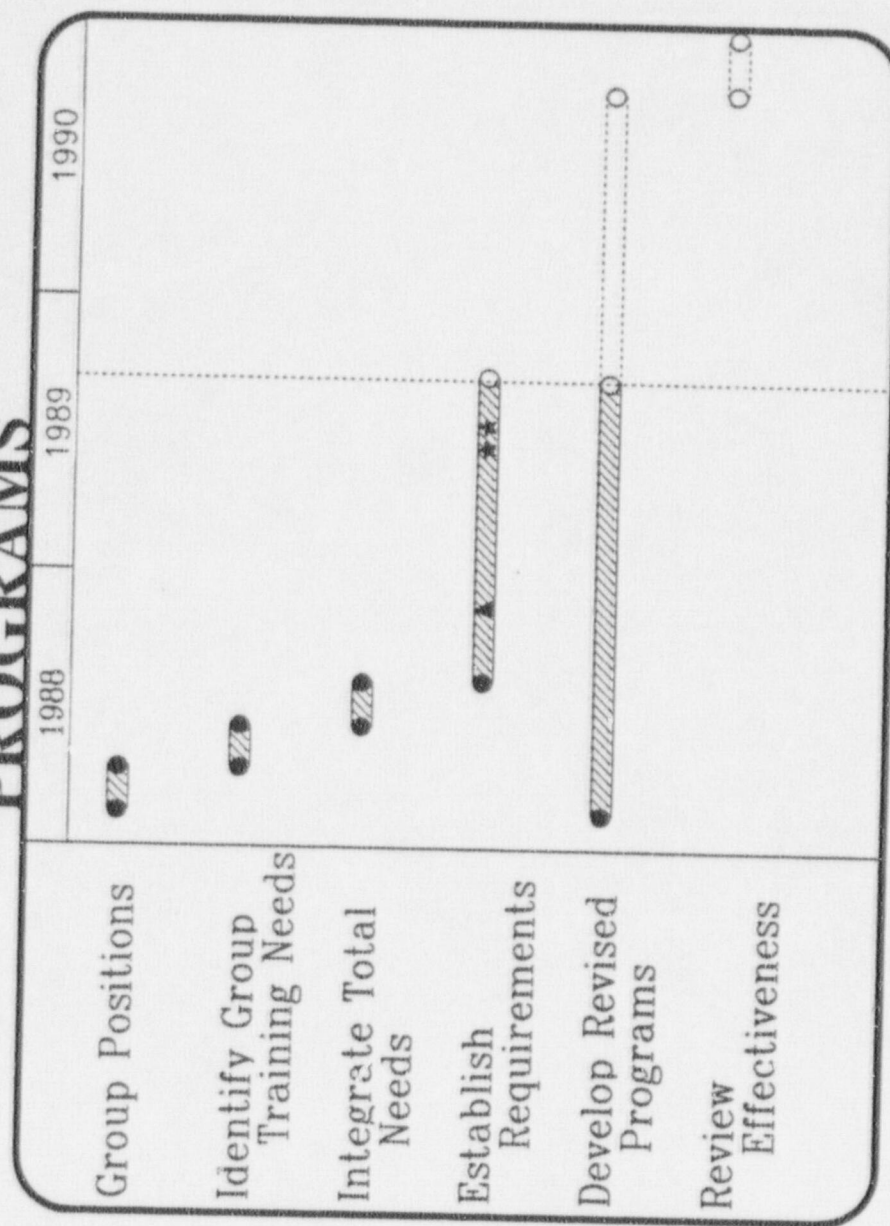 PROGRAMS
1988 1989 1990
Group Positions
Identify Group
Training Needs
Integrate Total
Needs
Establish
Requirements
Develop Revised
Programs
Review
Effectiveness